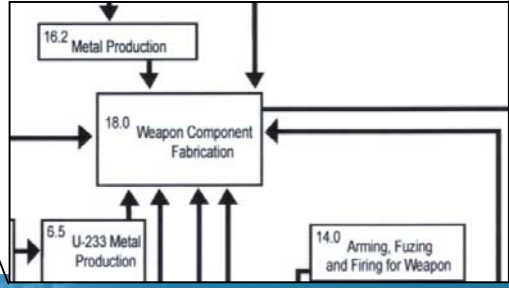 16.2 Metal Production
18.0 Weapon Component
Fabrication
6.5 U-233 Metal
Production
14.0 Arming, Fuzing
and Firing for Weapon